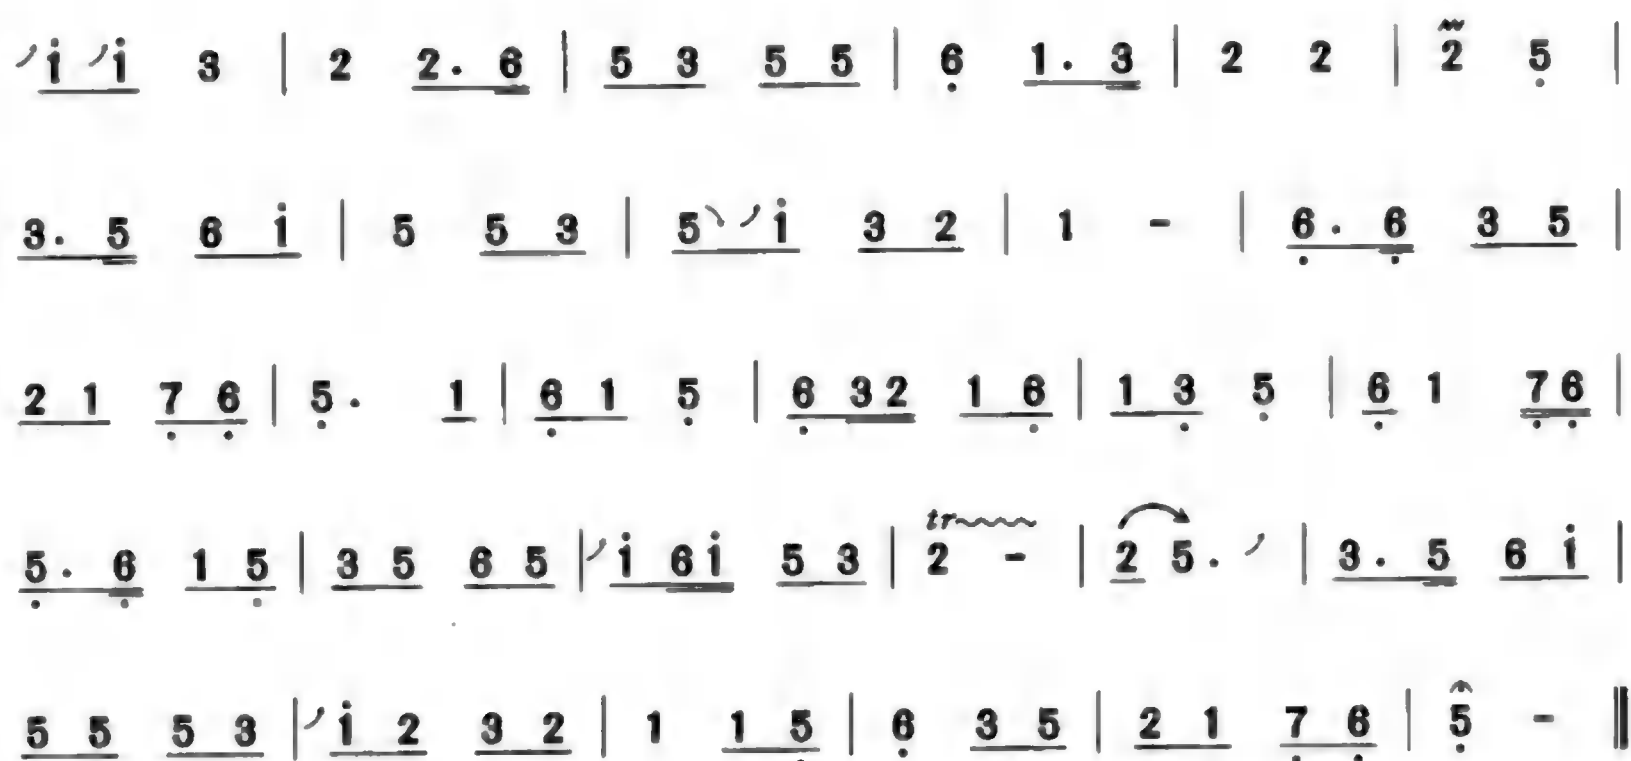 i i 3 | 2 2. 6 | 5 3 5 5 | 6 1. 3 | 2 2 | 2 5 |
3. 5 6 i | 5 5 3 | 5 i 3 2 | 1 - | 6. 6 3 5 |
2 1 7 6 | 5. 1 | 6 1 5 | 6 3 2 1 6 | 1 3 5 | 6 1 7 6 |
5. 6 1 5 | 3 5 6 5 | i 6 i 5 3 | tr 2 - | 2 5. | 3. 5 6 i |
5 5 5 3 | i 2 3 2 | 1 1 5 | 6 3 5 | 2 1 7 6 | 5 - ‖